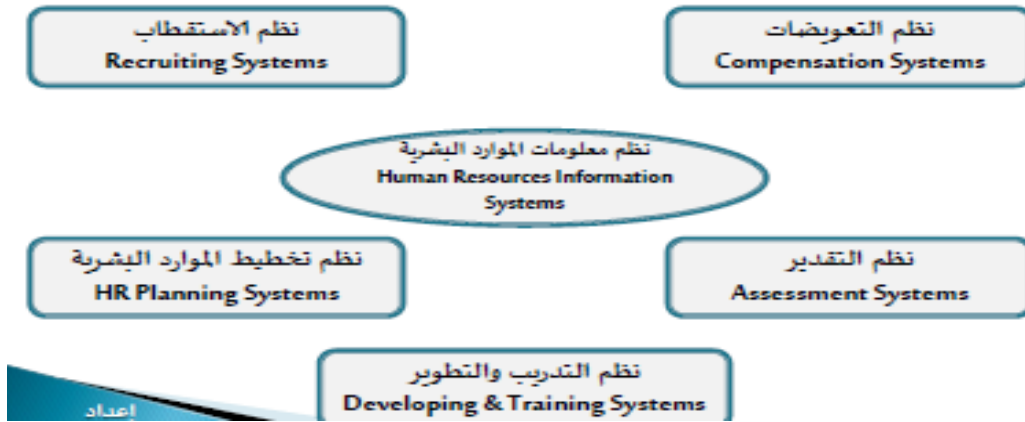 نظم الاستقطاب
Recruiting Systems
نظم التعويضات
Compensation Systems
نظم معلومات الموارد البشرية
Human Resources Information
Systems
نظم تخطيط الموارد البشرية
HR Planning Systems
نظم التقدير
Assessment Systems
نظم التدريب والتطوير
Developing & Training Systems
إعداد